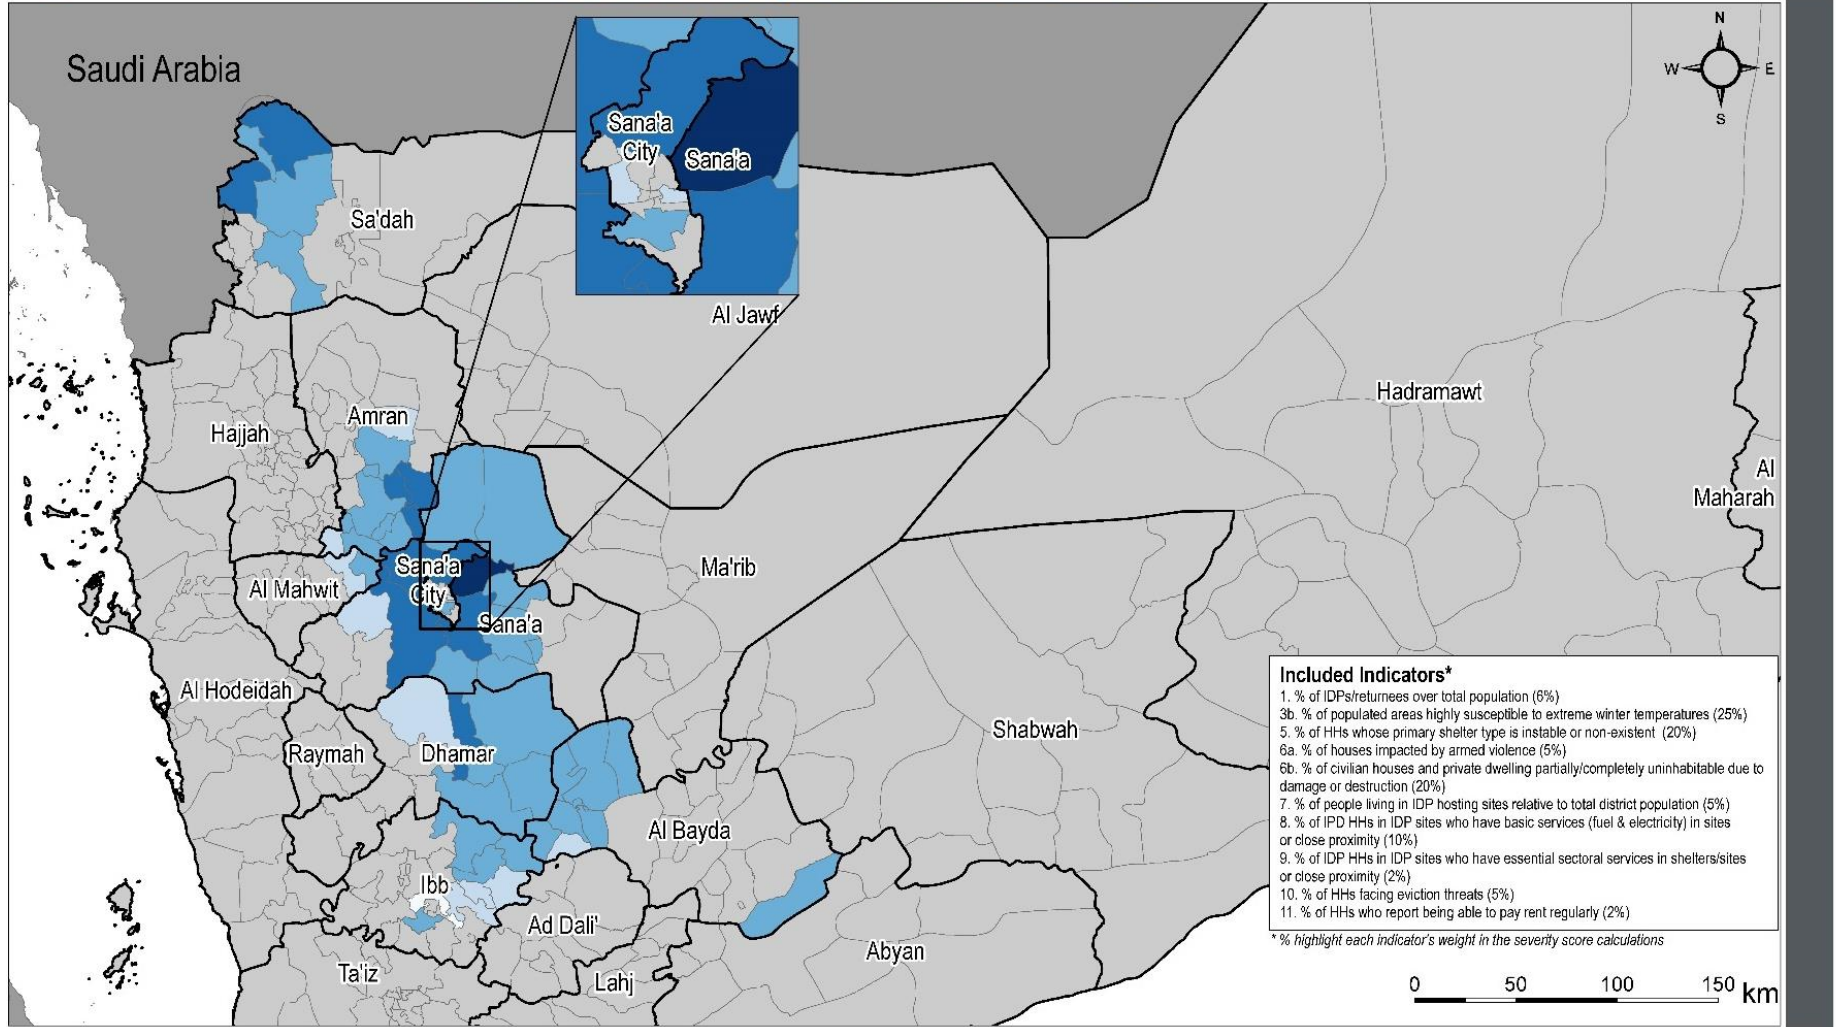 N
W
E
S
Saudi Arabia
Sana'a
City
Sana'a
Sa'dah
Al Jawf
Hadramawt
Amran
Hajjah
Al
Maharah
Sana'a
City
Ma'rib
Al Mahwit
Sana'a
Al Hodeidah
Shabwah
Raymah
Dhamar
Al Bayda
Ibb
Ad Dali'
Abyan
Ta'iz
Lahj
Included Indicators*
1. % of IDPs/returnees over total population (6%)
3b. % of populated areas highly susceptible to extreme winter temperatures (25%)
5. % of HHs whose primary shelter type is instable or non-existent (20%)
6a. % of houses impacted by armed violence (5%)
6b. % of civilian houses and private dwelling partially/completely uninhabitable due to
damage or destruction (20%)
7. % of people living in IDP hosting sites relative to total district population (5%)
8. % of IPD HHs in IDP sites who have basic services (fuel & electricity) in sites
or close proximity (10%)
9. % of IDP HHs in IDP sites who have essential sectoral services in shelters/sites
or close proximity (2%)
10. % of HHs facing eviction threats (5%)
11. % of HHs who report being able to pay rent regularly (2%)
* % highlight each indicator's weight in the severity score calculations
0 50 100 150 km